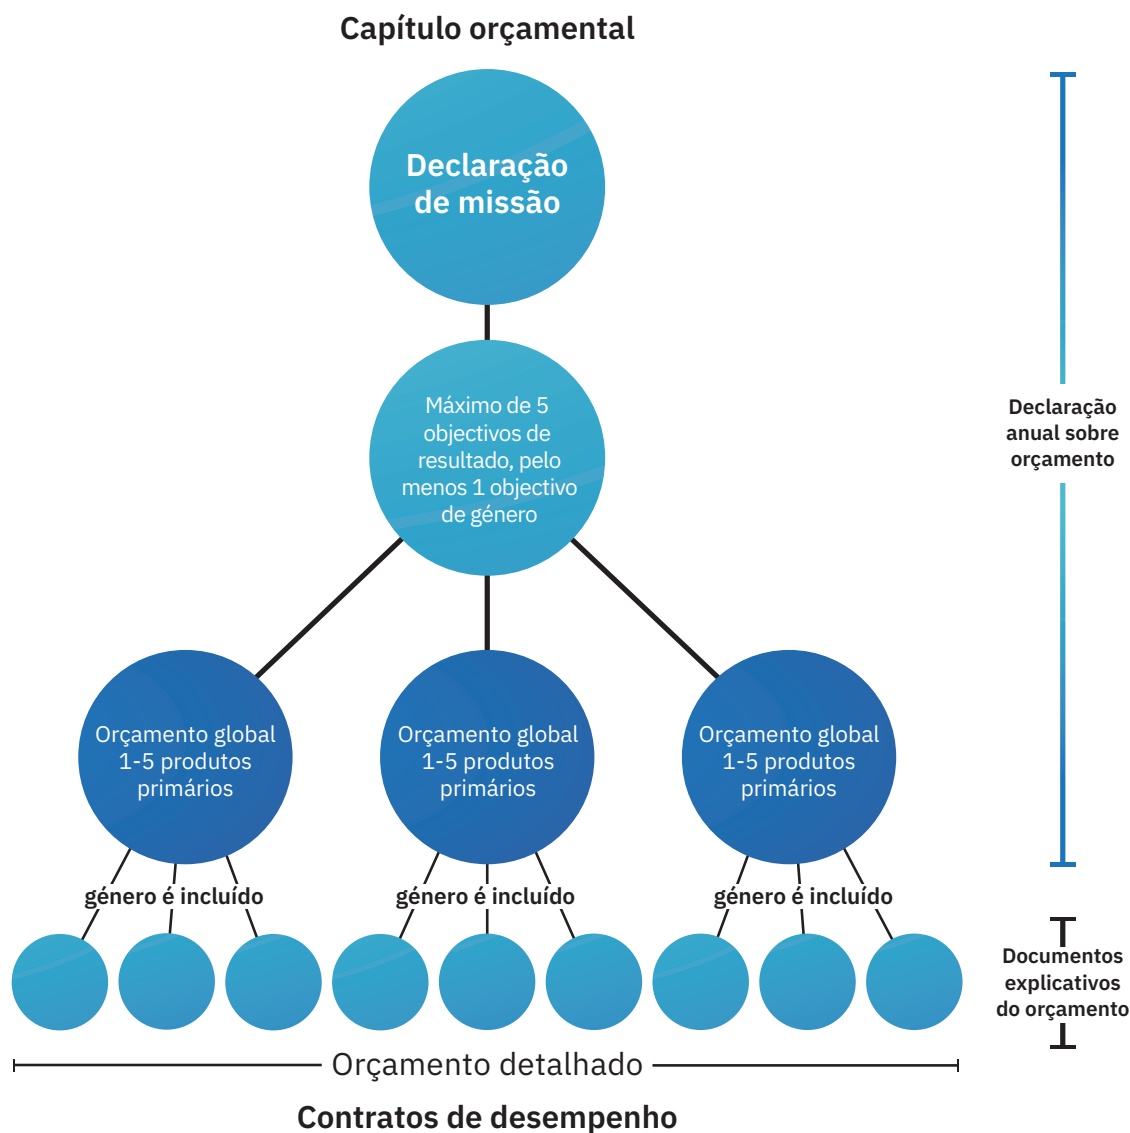 Capítulo orçamental
Declaração
de missão
Máximo de 5
objectivos de
resultado, pelo
menos 1 objectivo
de género
Declaração
anual sobre
orçamento
Orçamento global
1-5 produtos
primários
Orçamento global
1-5 produtos
primários
Orçamento global
1-5 produtos
primários
género é incluído
género é incluído
género é incluído
Documentos
explicativos
do orçamento
Orçamento detalhado
Contratos de desempenho